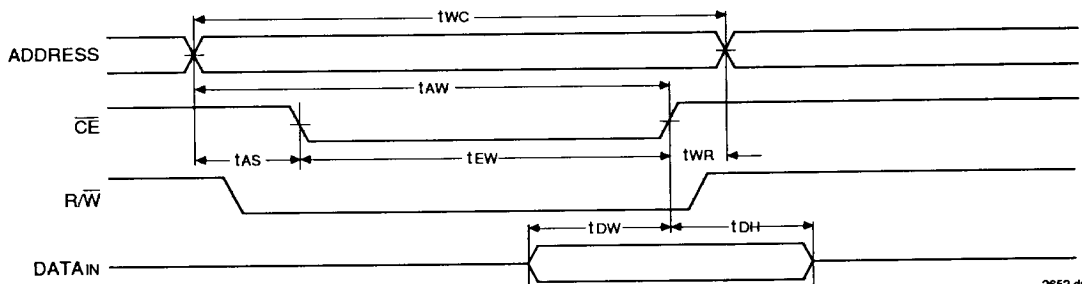 tWC
ADDRESS
tAW
CE
tAS
tEW
tWR
R/W
tDW
tDH
DATAIN